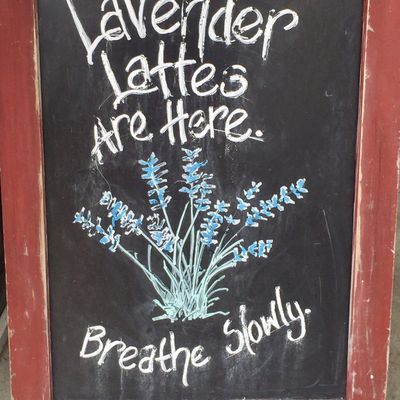 Lavender
Lattes
Are Here.
Breathe Slowly.